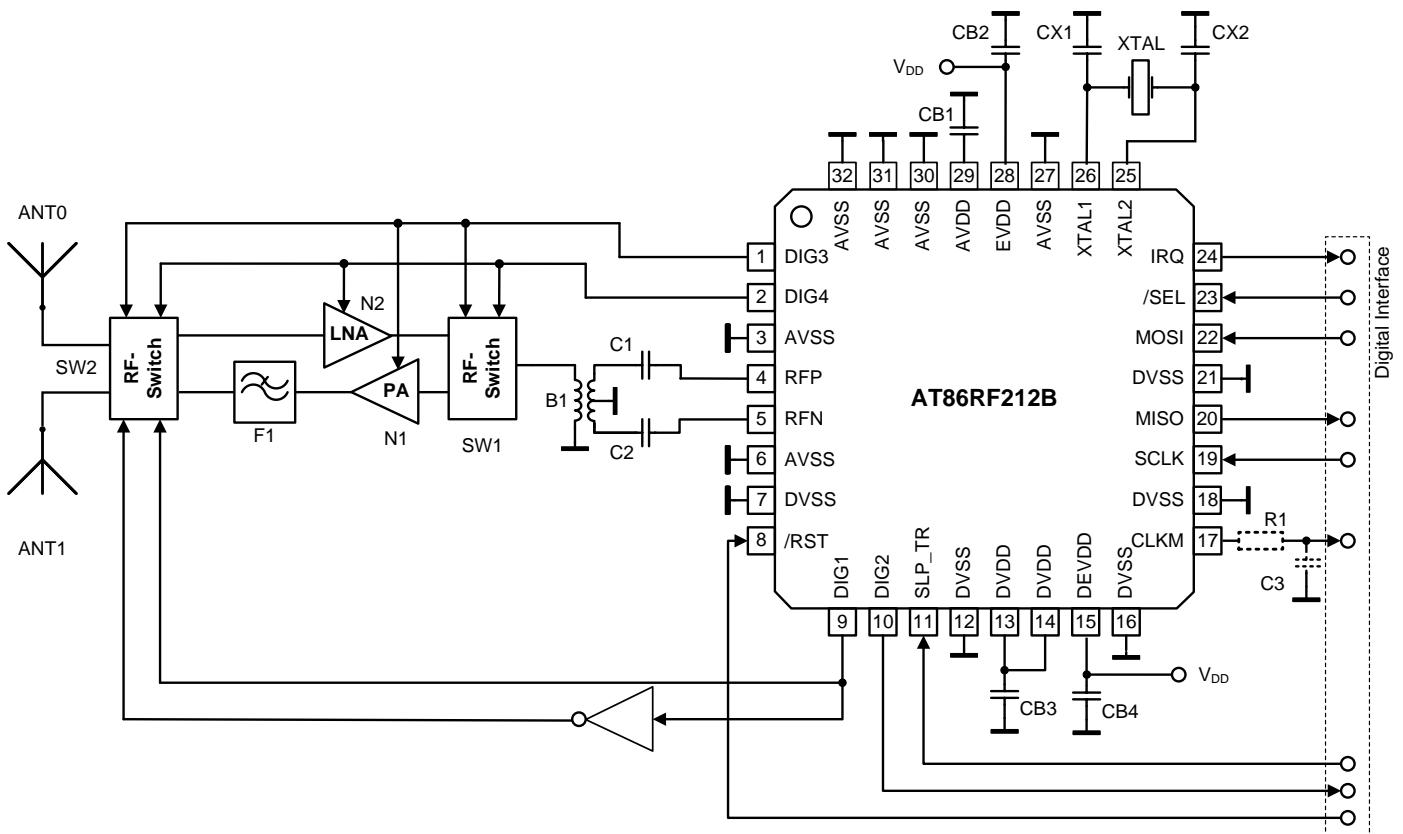 CB2
CX1
XTAL
CX2
VDD
CB1
32 31 30 29 28 27 26 25
AVSS AVSS AVSS AVDD EVDD AVSS XTAL1 XTAL2
ANT0
ANT1
SW2
RF-Switch
N2
LNA
PA
N1
F1
RF-Switch
SW1
B1
C1
C2
1 DIG3
2 DIG4
3 AVSS
4 RFP
5 RFN
6 AVSS
7 DVSS
8 /RST
AT86RF212B
IRQ 24
/SEL 23
MOSI 22
DVSS 21
MISO 20
SCLK 19
DVSS 18
CLKM 17
R1
C3
Digital Interface
DIG1 DIG2 SLP_TR DVSS DVDD DVDD DEVDD DVSS
9 10 11 12 13 14 15 16
CB3
CB4
VDD